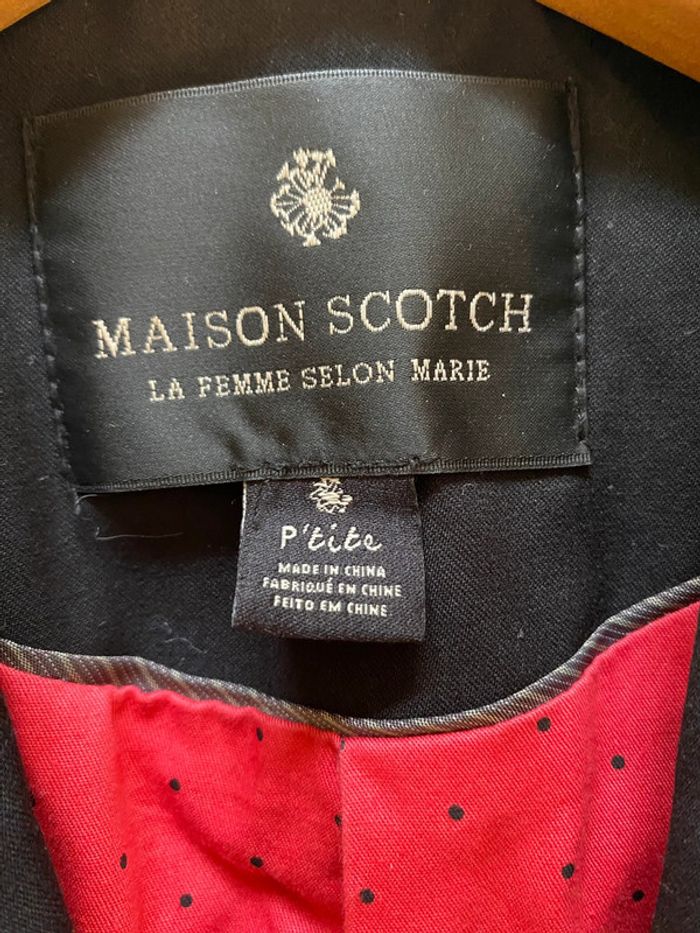 MAISON SCOTCH
LA FEMME SELON MARIE
P'tite
MADE IN CHINA
FABRIQUÉ EN CHINE
FEITO EM CHINE